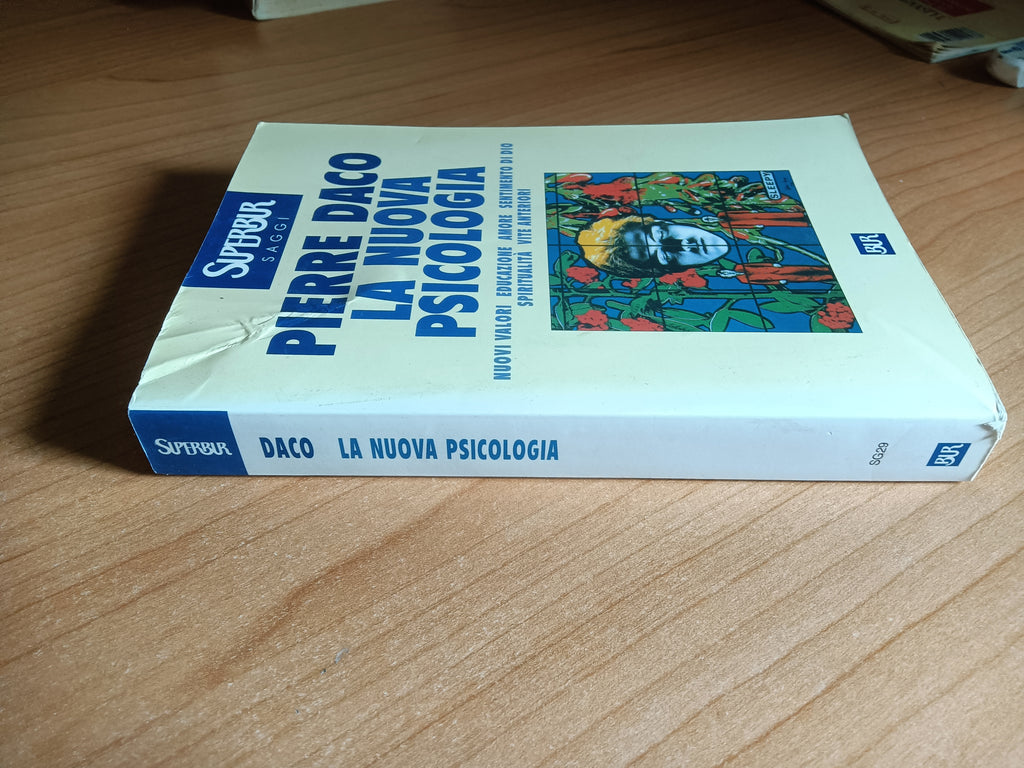 SUPERBUR
SAGGI
PIERRE DACO
LA NUOVA
PSICOLOGIA
NUOVI VALORI EDUCAZIONE AMORE SENTIMENTO DI DIO
SPIRITUALITÀ VITE ANTERIORI
SLEEPY
BUR
SUPERBUR
DACO LA NUOVA PSICOLOGIA
SG29
BUR